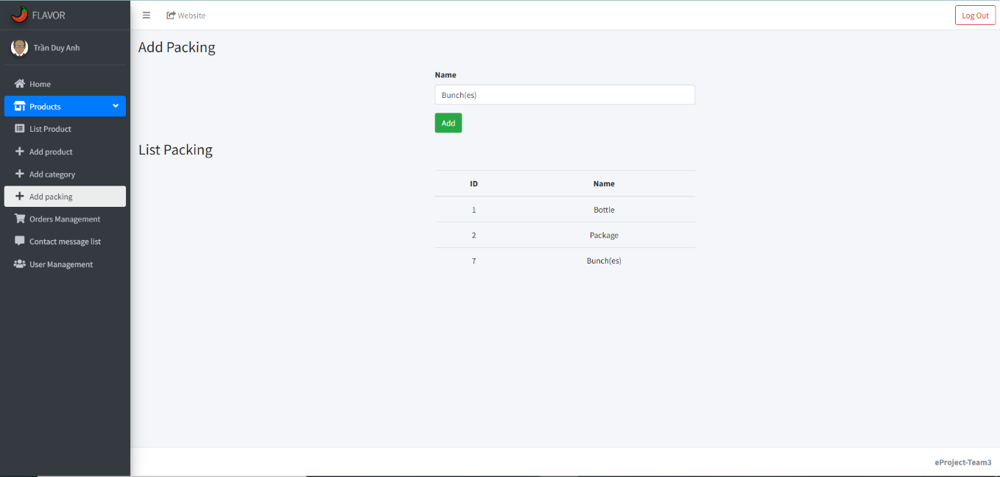 FLAVOR
Website
Log Out
Trần Duy Anh
Home
Products
List Product
Add product
Add category
Add packing
Orders Management
Contact message list
User Management
Add Packing
Name
Bunch(es)
Add
List Packing
ID Name
1 Bottle
2 Package
7 Bunch(es)
eProject-Team3